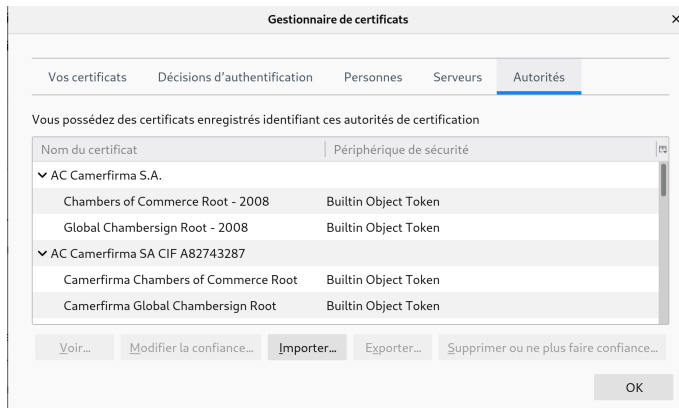 Gestionnaire de certificats
Vos certificats Décisions d'authentification Personnes Serveurs Autorités
Vous possédez des certificats enregistrés identifiant ces autorités de certification
Nom du certificat Périphérique de sécurité
AC Camerfirma S.A.
Chambers of Commerce Root - 2008 Builtin Object Token
Global Chambersign Root - 2008 Builtin Object Token
AC Camerfirma SA CIF A82743287
Camerfirma Chambers of Commerce Root Builtin Object Token
Camerfirma Global Chambersign Root Builtin Object Token
Voir... Modifier la confiance... Importer... Exporter... Supprimer ou ne plus faire confiance...
OK